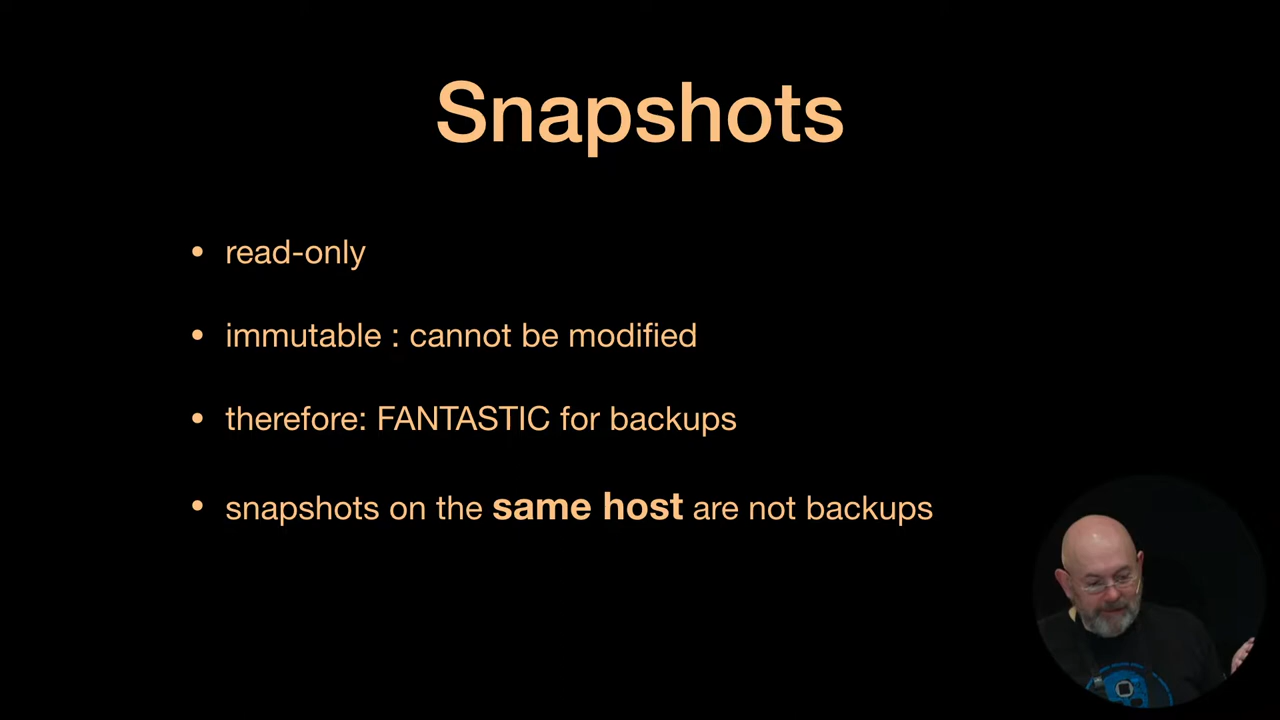 Snapshots
• read-only
• immutable : cannot be modified
• therefore: FANTASTIC for backups
• snapshots on the same host are not backups